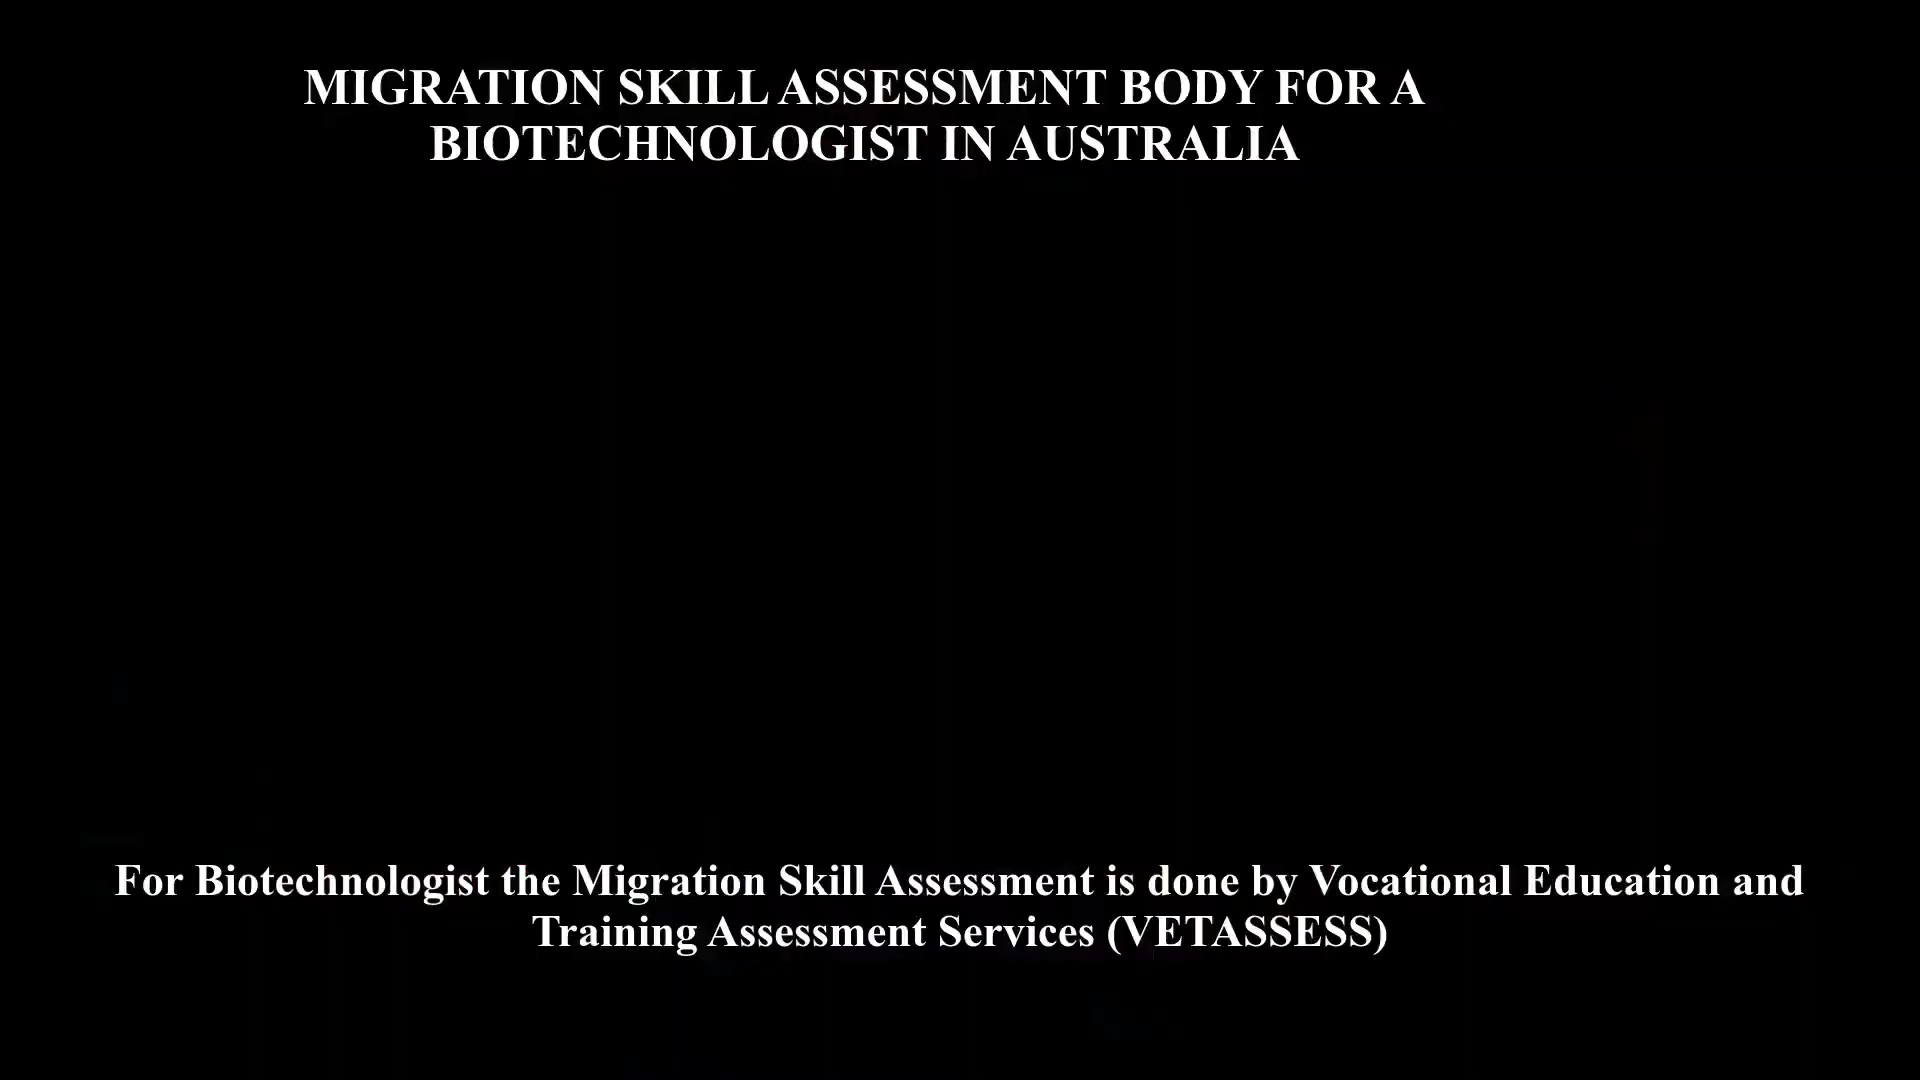 MIGRATION SKILL ASSESSMENT BODY FOR A
BIOTECHNOLOGIST IN AUSTRALIA
For Biotechnologist the Migration Skill Assessment is done by Vocational Education and
Training Assessment Services (VETASSESS)